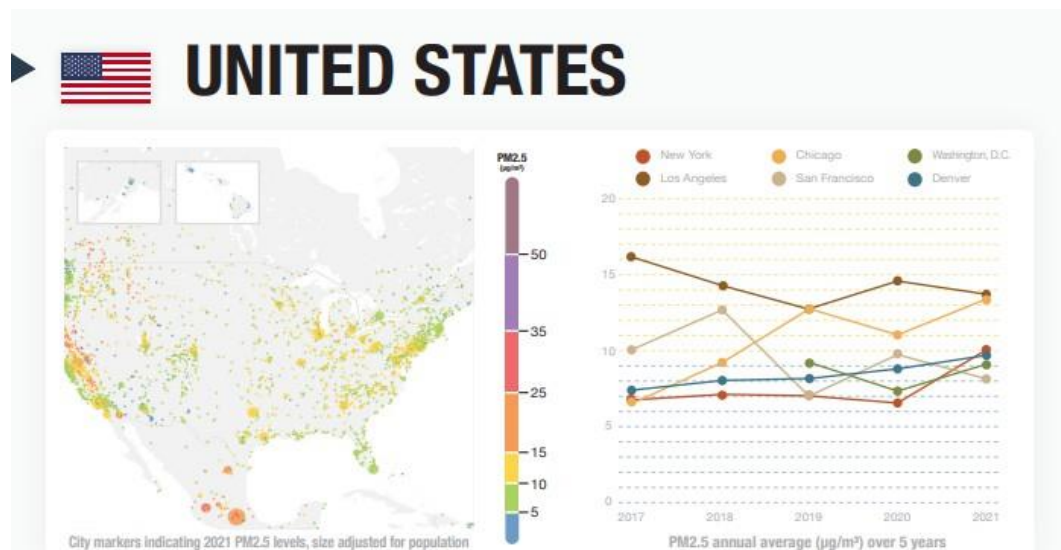 UNITED STATES
PM2.5
(µg/m³)
50
35
25
15
10
5
City markers indicating 2021 PM2.5 levels, size adjusted for population
New York
Chicago
Washington, D.C.
Los Angeles
San Francisco
Denver
20
15
10
5
0
2017 2018 2019 2020 2021
PM2.5 annual average (µg/m³) over 5 years